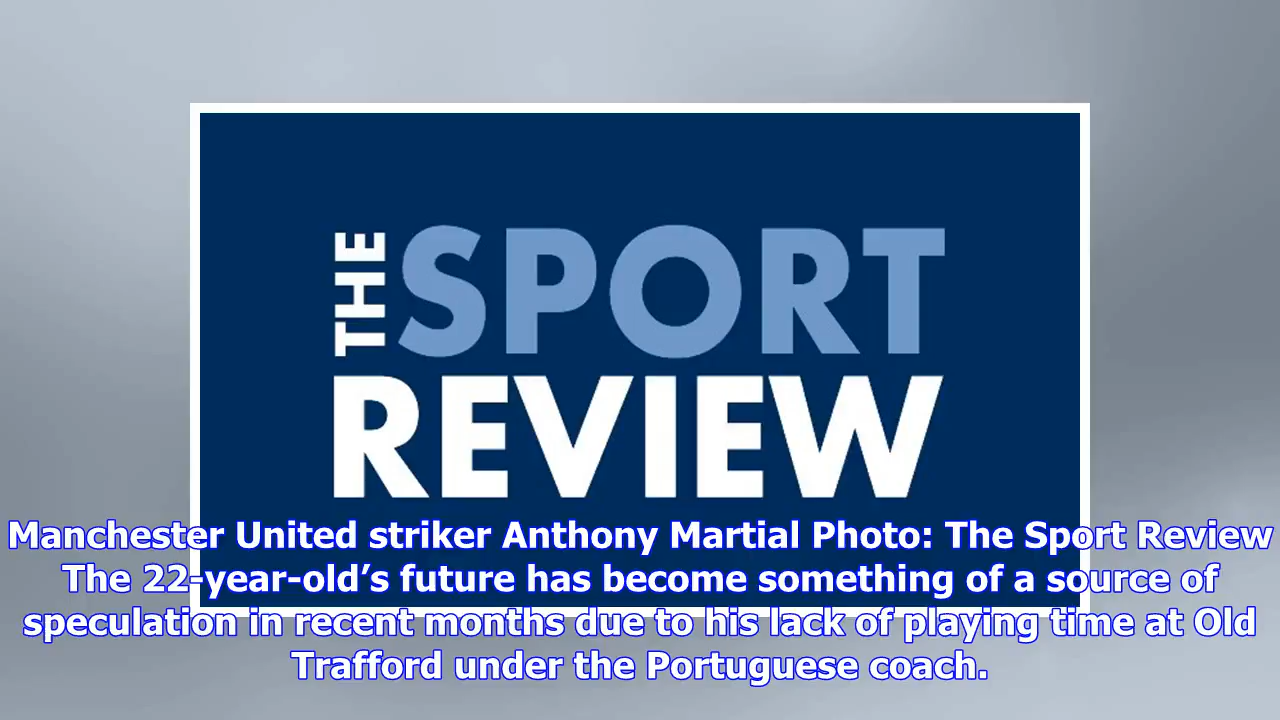 THE SPORT
REVIEW
Manchester United striker Anthony Martial Photo: The Sport Review
The 22-year-old’s future has become something of a source of
speculation in recent months due to his lack of playing time at Old
Trafford under the Portuguese coach.